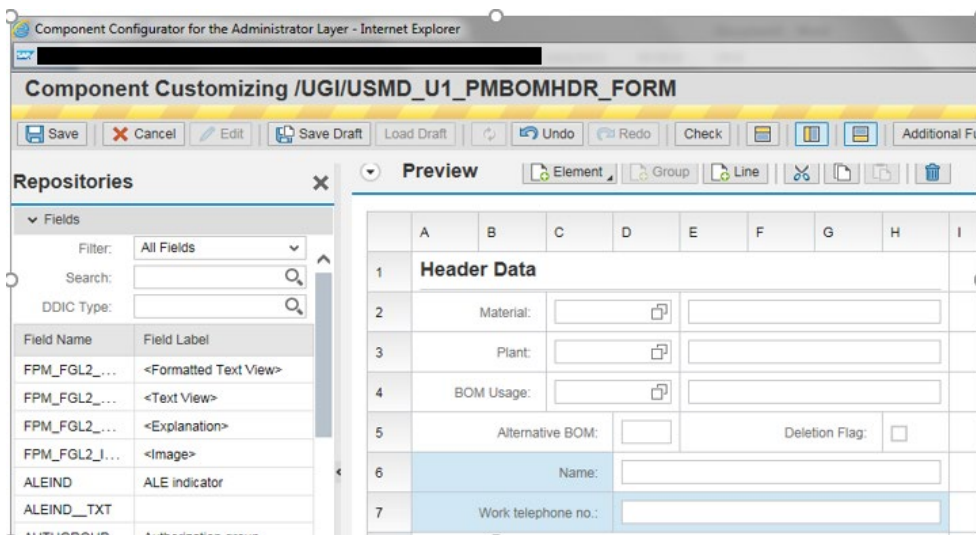 Component Configurator for the Administrator Layer - Internet Explorer
SAP
Component Customizing /UGI/USMD_U1_PMBOMHDR_FORM
Save Cancel Edit Save Draft Load Draft Undo Redo Check Additional Fu
Repositories
Preview Element Group Line
Fields
Filter: All Fields
Search:
DDIC Type:
Field Name Field Label
FPM_FGL2_... <Formatted Text View>
FPM_FGL2_... <Text View>
FPM_FGL2_... <Explanation>
FPM_FGL2_I... <Image>
ALEIND ALE indicator
ALEIND__TXT
AUTHGROUP Authorization group
A B C D E F G H I
1 Header Data
2 Material:
3 Plant:
4 BOM Usage:
5 Alternative BOM: Deletion Flag:
6 Name:
7 Work telephone no.: